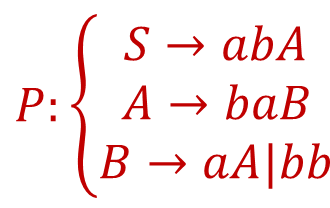 S → abA
P: A → baB
B → aA|bb